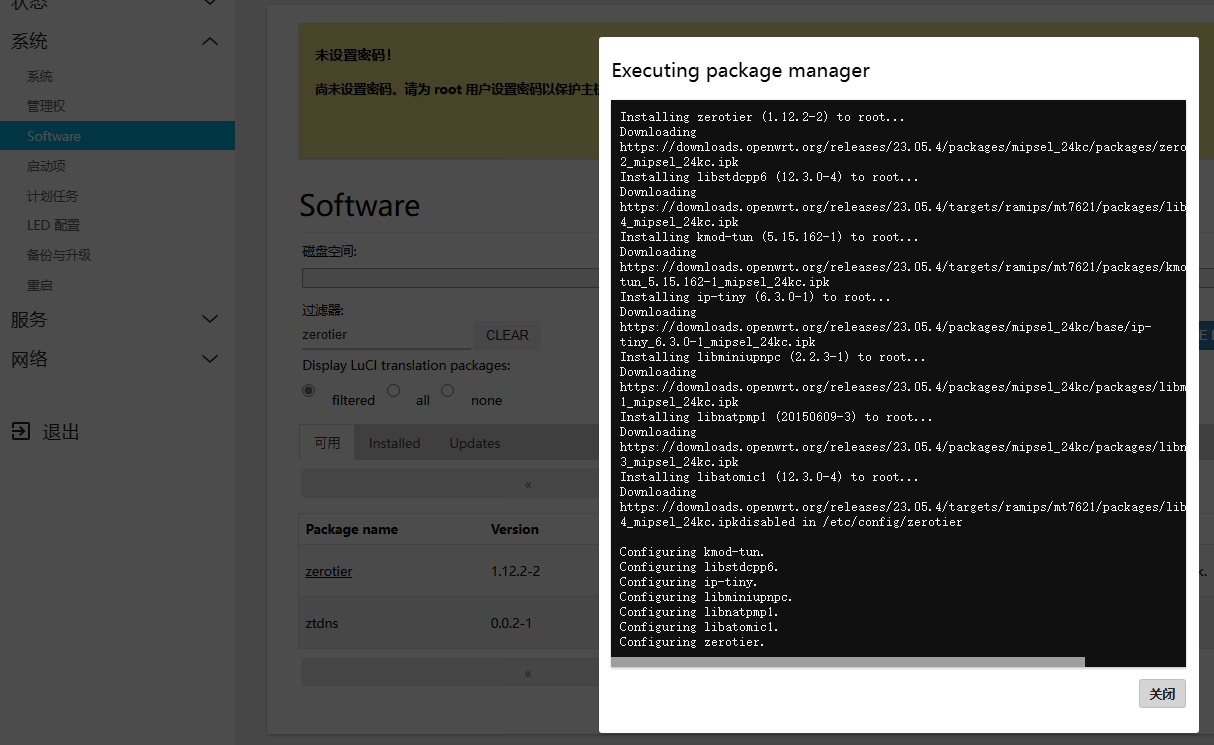 状态
系统
系统
管理权
Software
启动项
计划任务
LED 配置
备份与升级
重启
服务
网络
退出
未设置密码！
尚未设置密码。请为 root 用户设置密码以保护主
Software
磁盘空间:
过滤器:
zerotier
CLEAR
Display LuCI translation packages:
filtered
all
none
可用
Installed
Updates
«
Package name
Version
zerotier
1.12.2-2
ztdns
0.0.2-1
«
Executing package manager
Installing zerotier (1.12.2-2) to root...
Downloading
https://downloads.openwrt.org/releases/23.05.4/packages/mipsel_24kc/packages/zero
2_mipsel_24kc.ipk
Installing libstdcpp6 (12.3.0-4) to root...
Downloading
https://downloads.openwrt.org/releases/23.05.4/targets/ramips/mt7621/packages/lib
4_mipsel_24kc.ipk
Installing kmod-tun (5.15.162-1) to root...
Downloading
https://downloads.openwrt.org/releases/23.05.4/targets/ramips/mt7621/packages/kmo
tun_5.15.162-1_mipsel_24kc.ipk
Installing ip-tiny (6.3.0-1) to root...
Downloading
https://downloads.openwrt.org/releases/23.05.4/packages/mipsel_24kc/base/ip-
tiny_6.3.0-1_mipsel_24kc.ipk
Installing libminiupnpc (2.2.3-1) to root...
Downloading
https://downloads.openwrt.org/releases/23.05.4/packages/mipsel_24kc/packages/libm
1_mipsel_24kc.ipk
Installing libnatpmp1 (20150609-3) to root...
Downloading
https://downloads.openwrt.org/releases/23.05.4/packages/mipsel_24kc/packages/libn
3_mipsel_24kc.ipk
Installing libatomic1 (12.3.0-4) to root...
Downloading
https://downloads.openwrt.org/releases/23.05.4/targets/ramips/mt7621/packages/lib
4_mipsel_24kc.ipkdisabled in /etc/config/zerotier
Configuring kmod-tun.
Configuring libstdcpp6.
Configuring ip-tiny.
Configuring libminiupnpc.
Configuring libnatpmp1.
Configuring libatomic1.
Configuring zerotier.
关闭